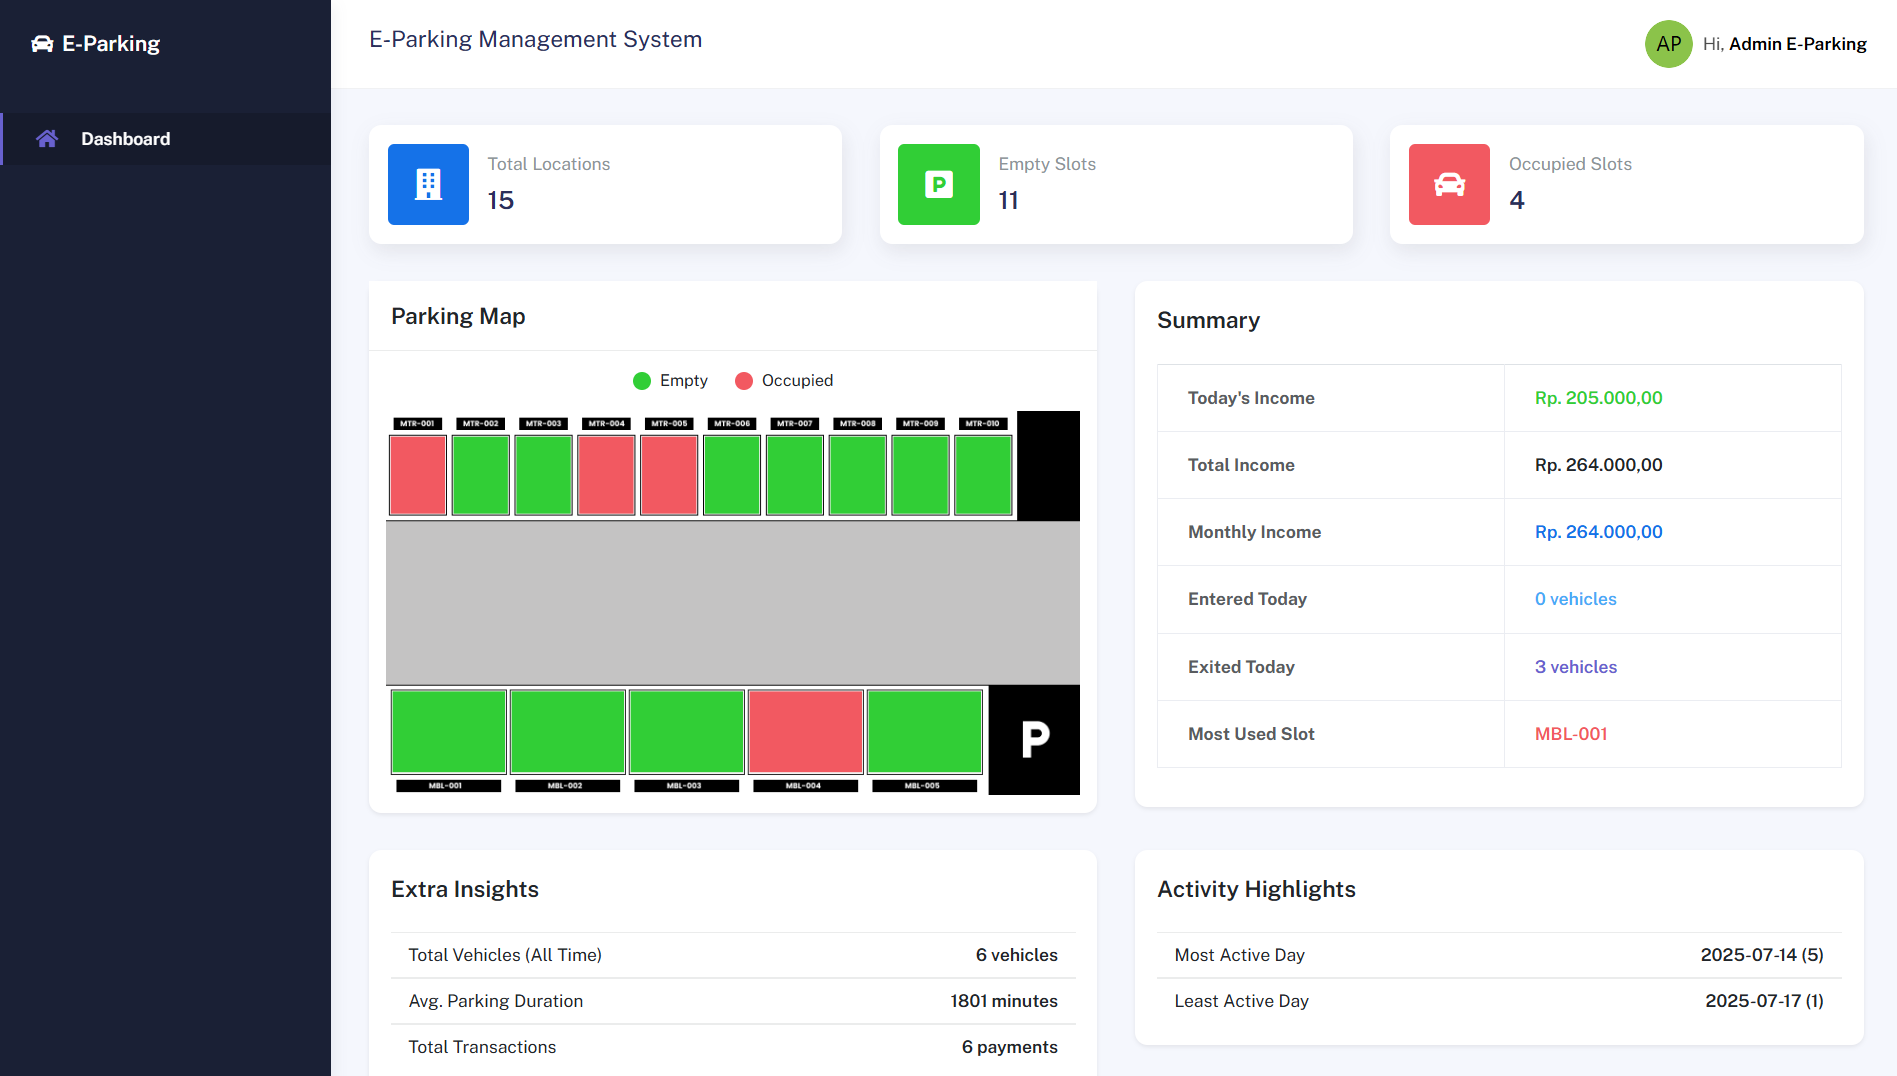 E-Parking
Dashboard
E-Parking Management System
AP
Hi, Admin E-Parking
Total Locations
15
P
Empty Slots
11
Occupied Slots
4
Parking Map
Empty
Occupied
MTR-001 MTR-002 MTR-003 MTR-004 MTR-005 MTR-006 MTR-007 MTR-008 MTR-009 MTR-010
P
MBL-001 MBL-002 MBL-003 MBL-004 MBL-005
Summary
Today's Income Rp. 205.000,00
Total Income Rp. 264.000,00
Monthly Income Rp. 264.000,00
Entered Today 0 vehicles
Exited Today 3 vehicles
Most Used Slot MBL-001
Extra Insights
Total Vehicles (All Time) 6 vehicles
Avg. Parking Duration 1801 minutes
Total Transactions 6 payments
Activity Highlights
Most Active Day 2025-07-14 (5)
Least Active Day 2025-07-17 (1)